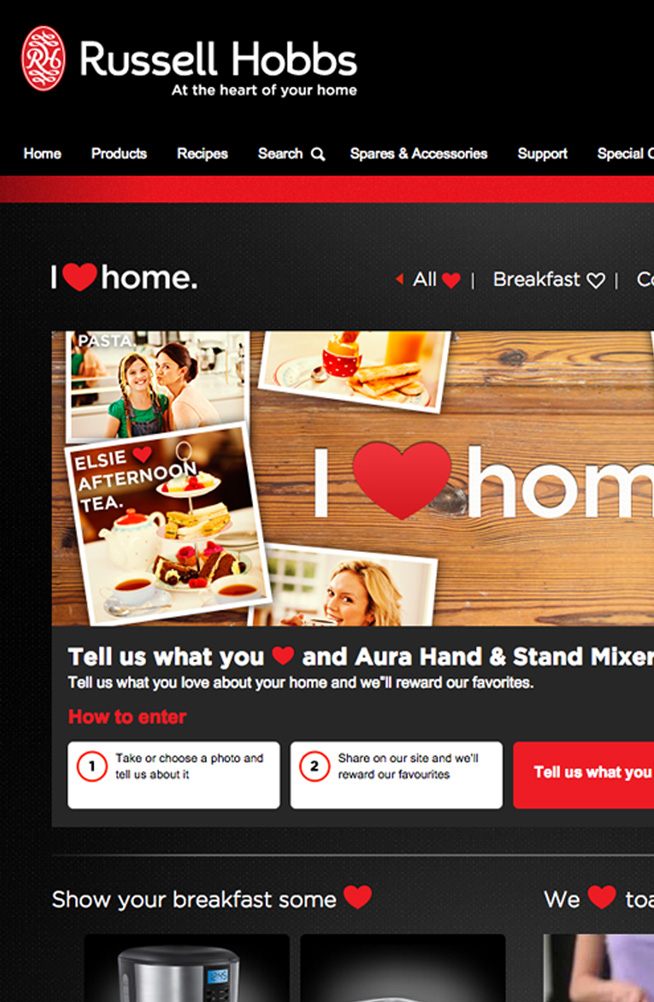 RH
Russell Hobbs
At the heart of your home
Home Products Recipes Search Spares & Accessories Support Special
I ♥ home.
All ♥ | Breakfast ♡ |
PASTA.
ELSIE ♥
AFTERNOON
TEA.
I ♥ hom
Tell us what you ♥ and Aura Hand & Stand Mixer
Tell us what you love about your home and we"ll reward our favorites.
How to enter
1 Take or choose a photo and
tell us about it
2 Share on our site and we'll
reward our favourites
Tell us what you
Show your breakfast some ♥
We ♥ toa
12:45